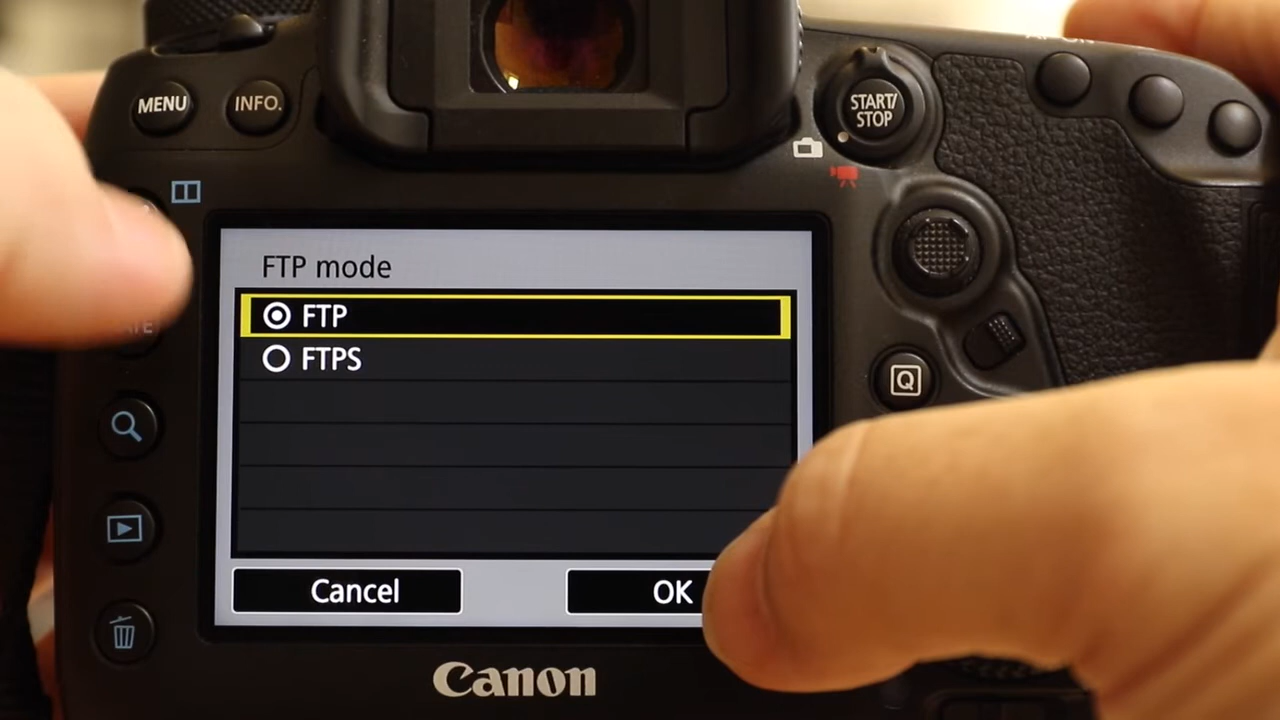 MENU
INFO.
START/
STOP
FTP mode
FTP
FTPS
Q
Cancel
OK
Canon